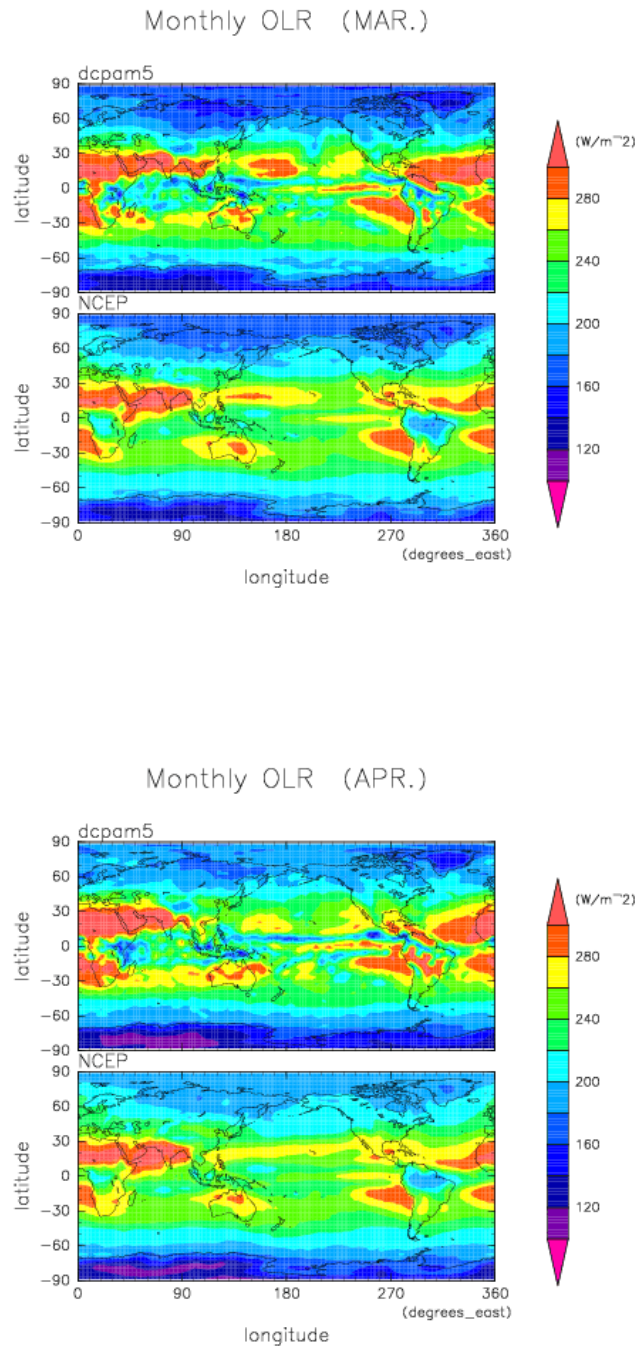 Monthly OLR (MAR.)
dcpam5
90
60
30
0
−30
−60
−90
latitude
NCEP
90
60
30
0
−30
−60
−90
latitude
0 90 180 270 360
(degrees_east)
longitude
(W/m^2)
280
240
200
160
120
Monthly OLR (APR.)
dcpam5
90
60
30
0
−30
−60
−90
latitude
NCEP
90
60
30
0
−30
−60
−90
latitude
0 90 180 270 360
(degrees_east)
longitude
(W/m^2)
280
240
200
160
120